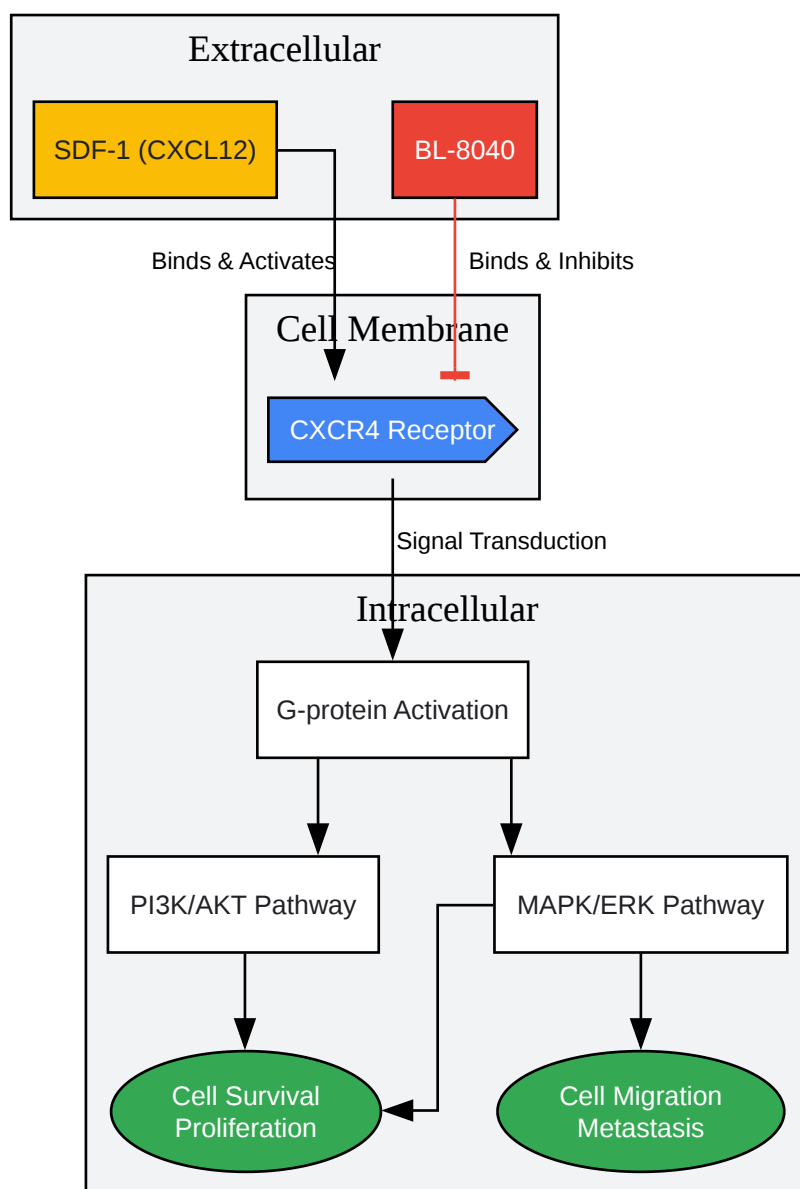 Extracellular
SDF-1 (CXCL12)
BL-8040
Binds & Activates
Binds & Inhibits
Cell Membrane
CXCR4 Receptor
Signal Transduction
Intracellular
G-protein Activation
PI3K/AKT Pathway
MAPK/ERK Pathway
Cell Survival
Proliferation
Cell Migration
Metastasis